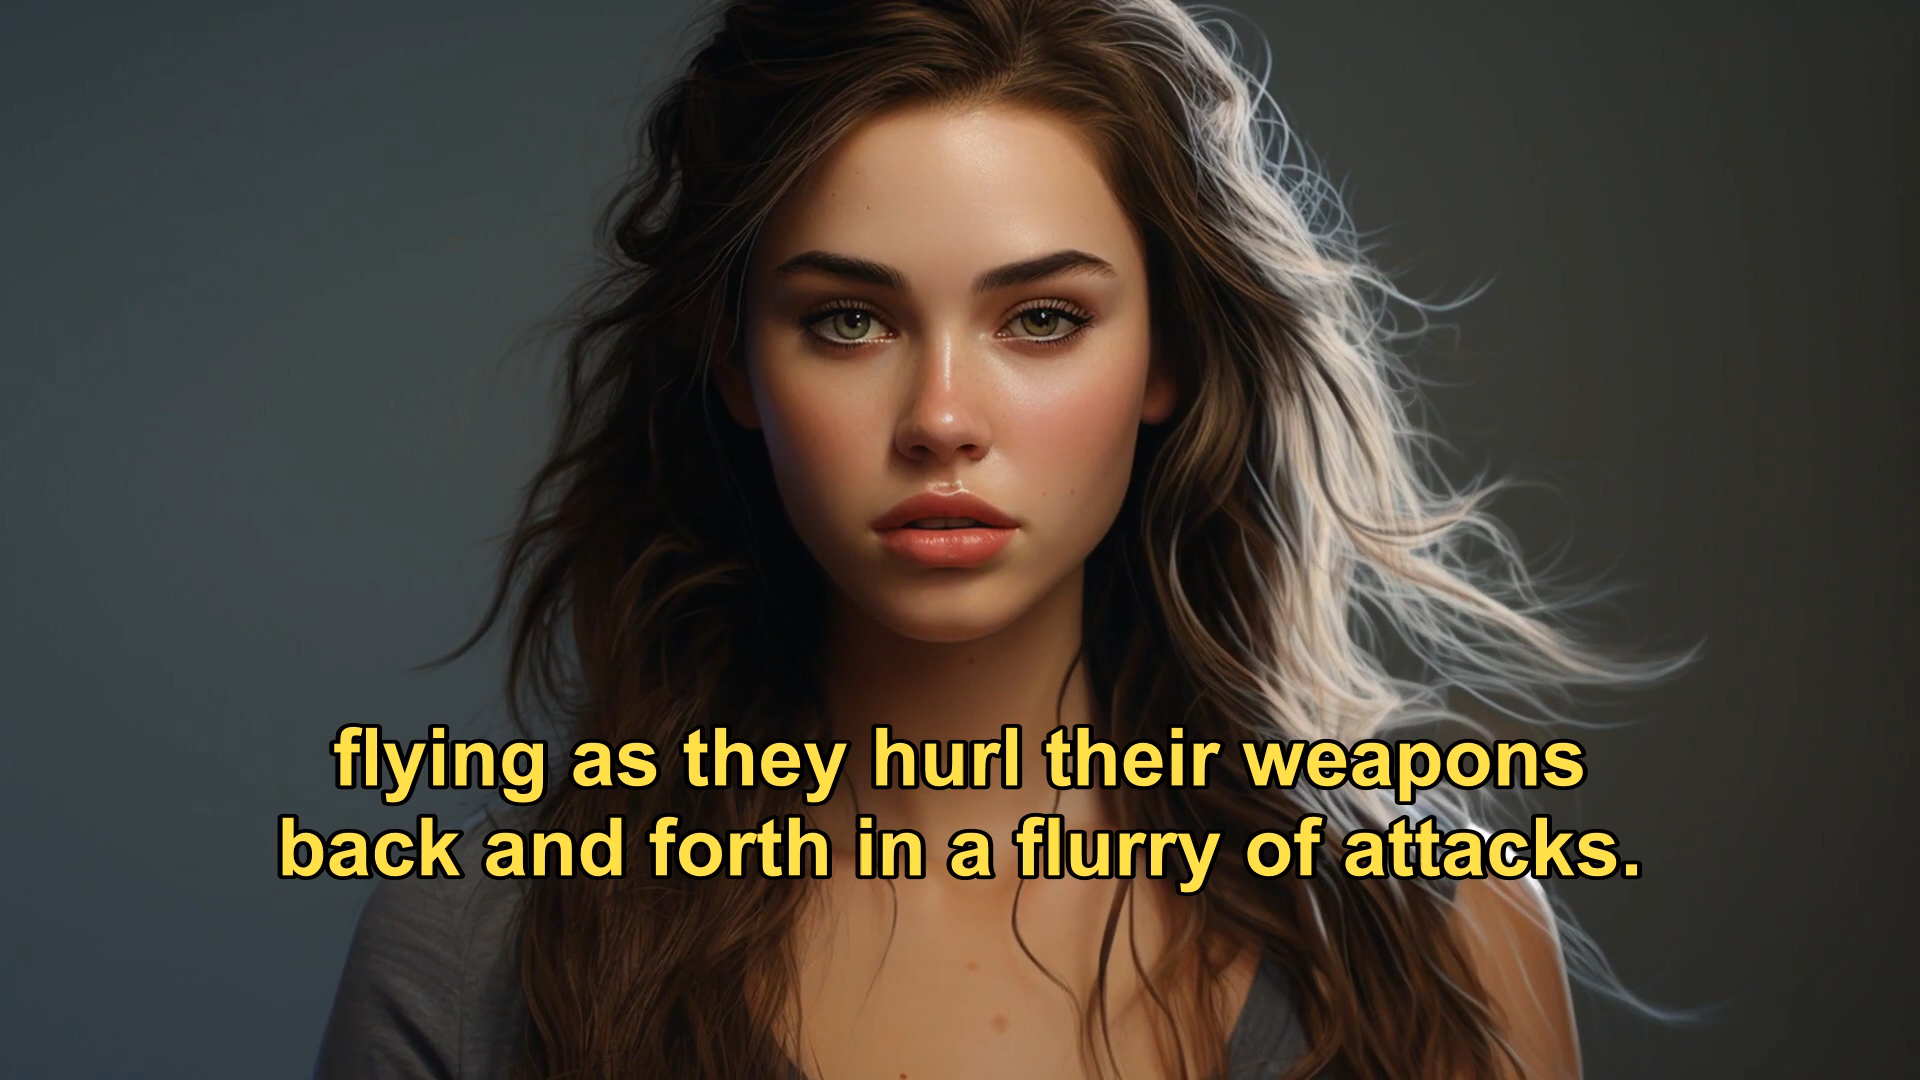 flying as they hurl their weapons
back and forth in a flurry of attacks.